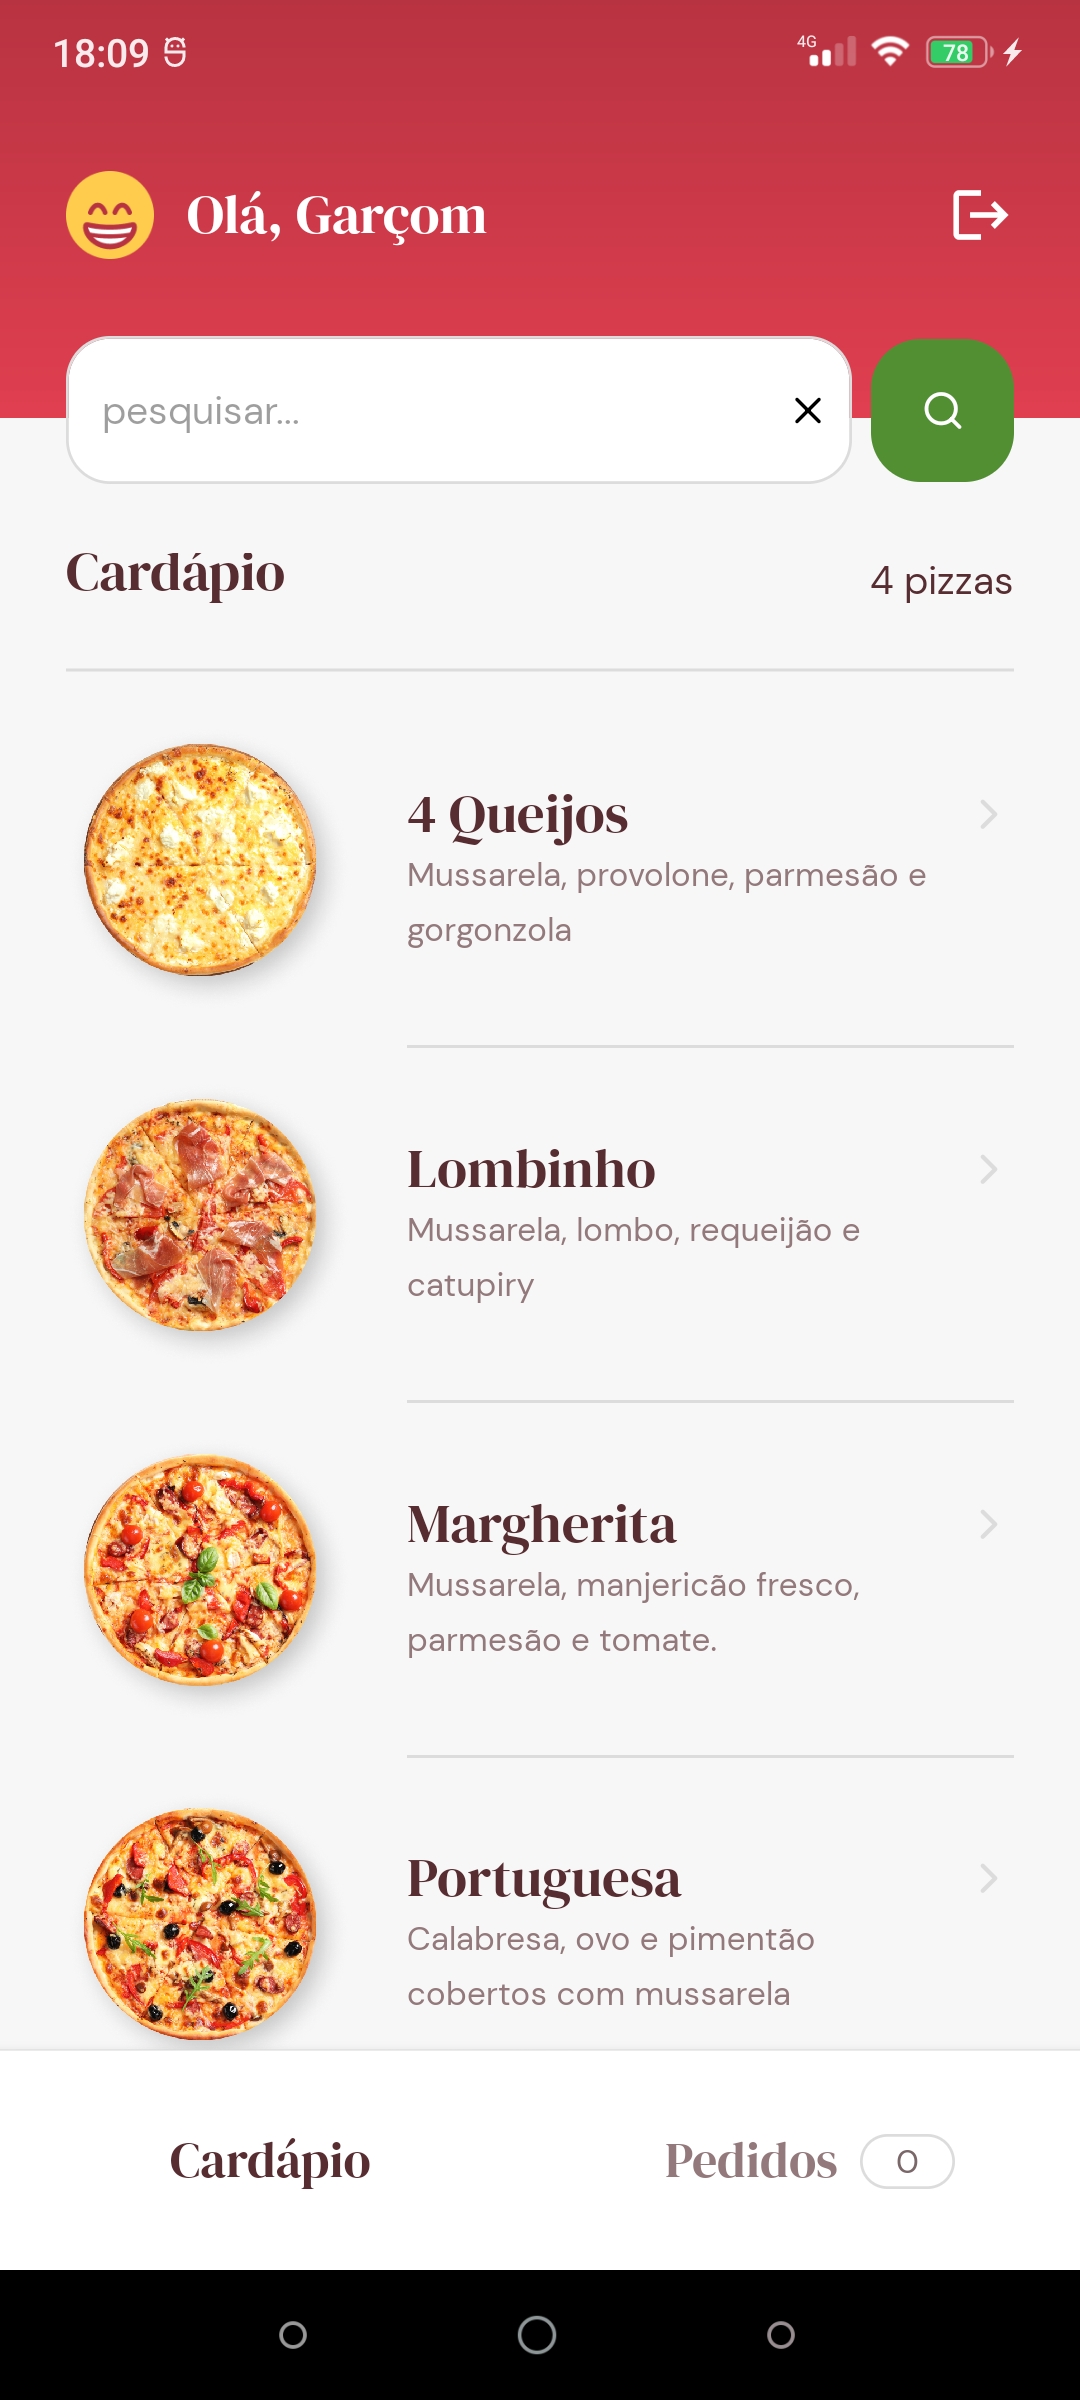 18:09
4G
78
Olá, Garçom
pesquisar...
Cardápio
4 pizzas
4 Queijos
Mussarela, provolone, parmesão e
gorgonzola
Lombinho
Mussarela, lombo, requeijão e
catupiry
Margherita
Mussarela, manjericão fresco,
parmesão e tomate.
Portuguesa
Calabresa, ovo e pimentão
cobertos com mussarela
Cardápio
Pedidos 0